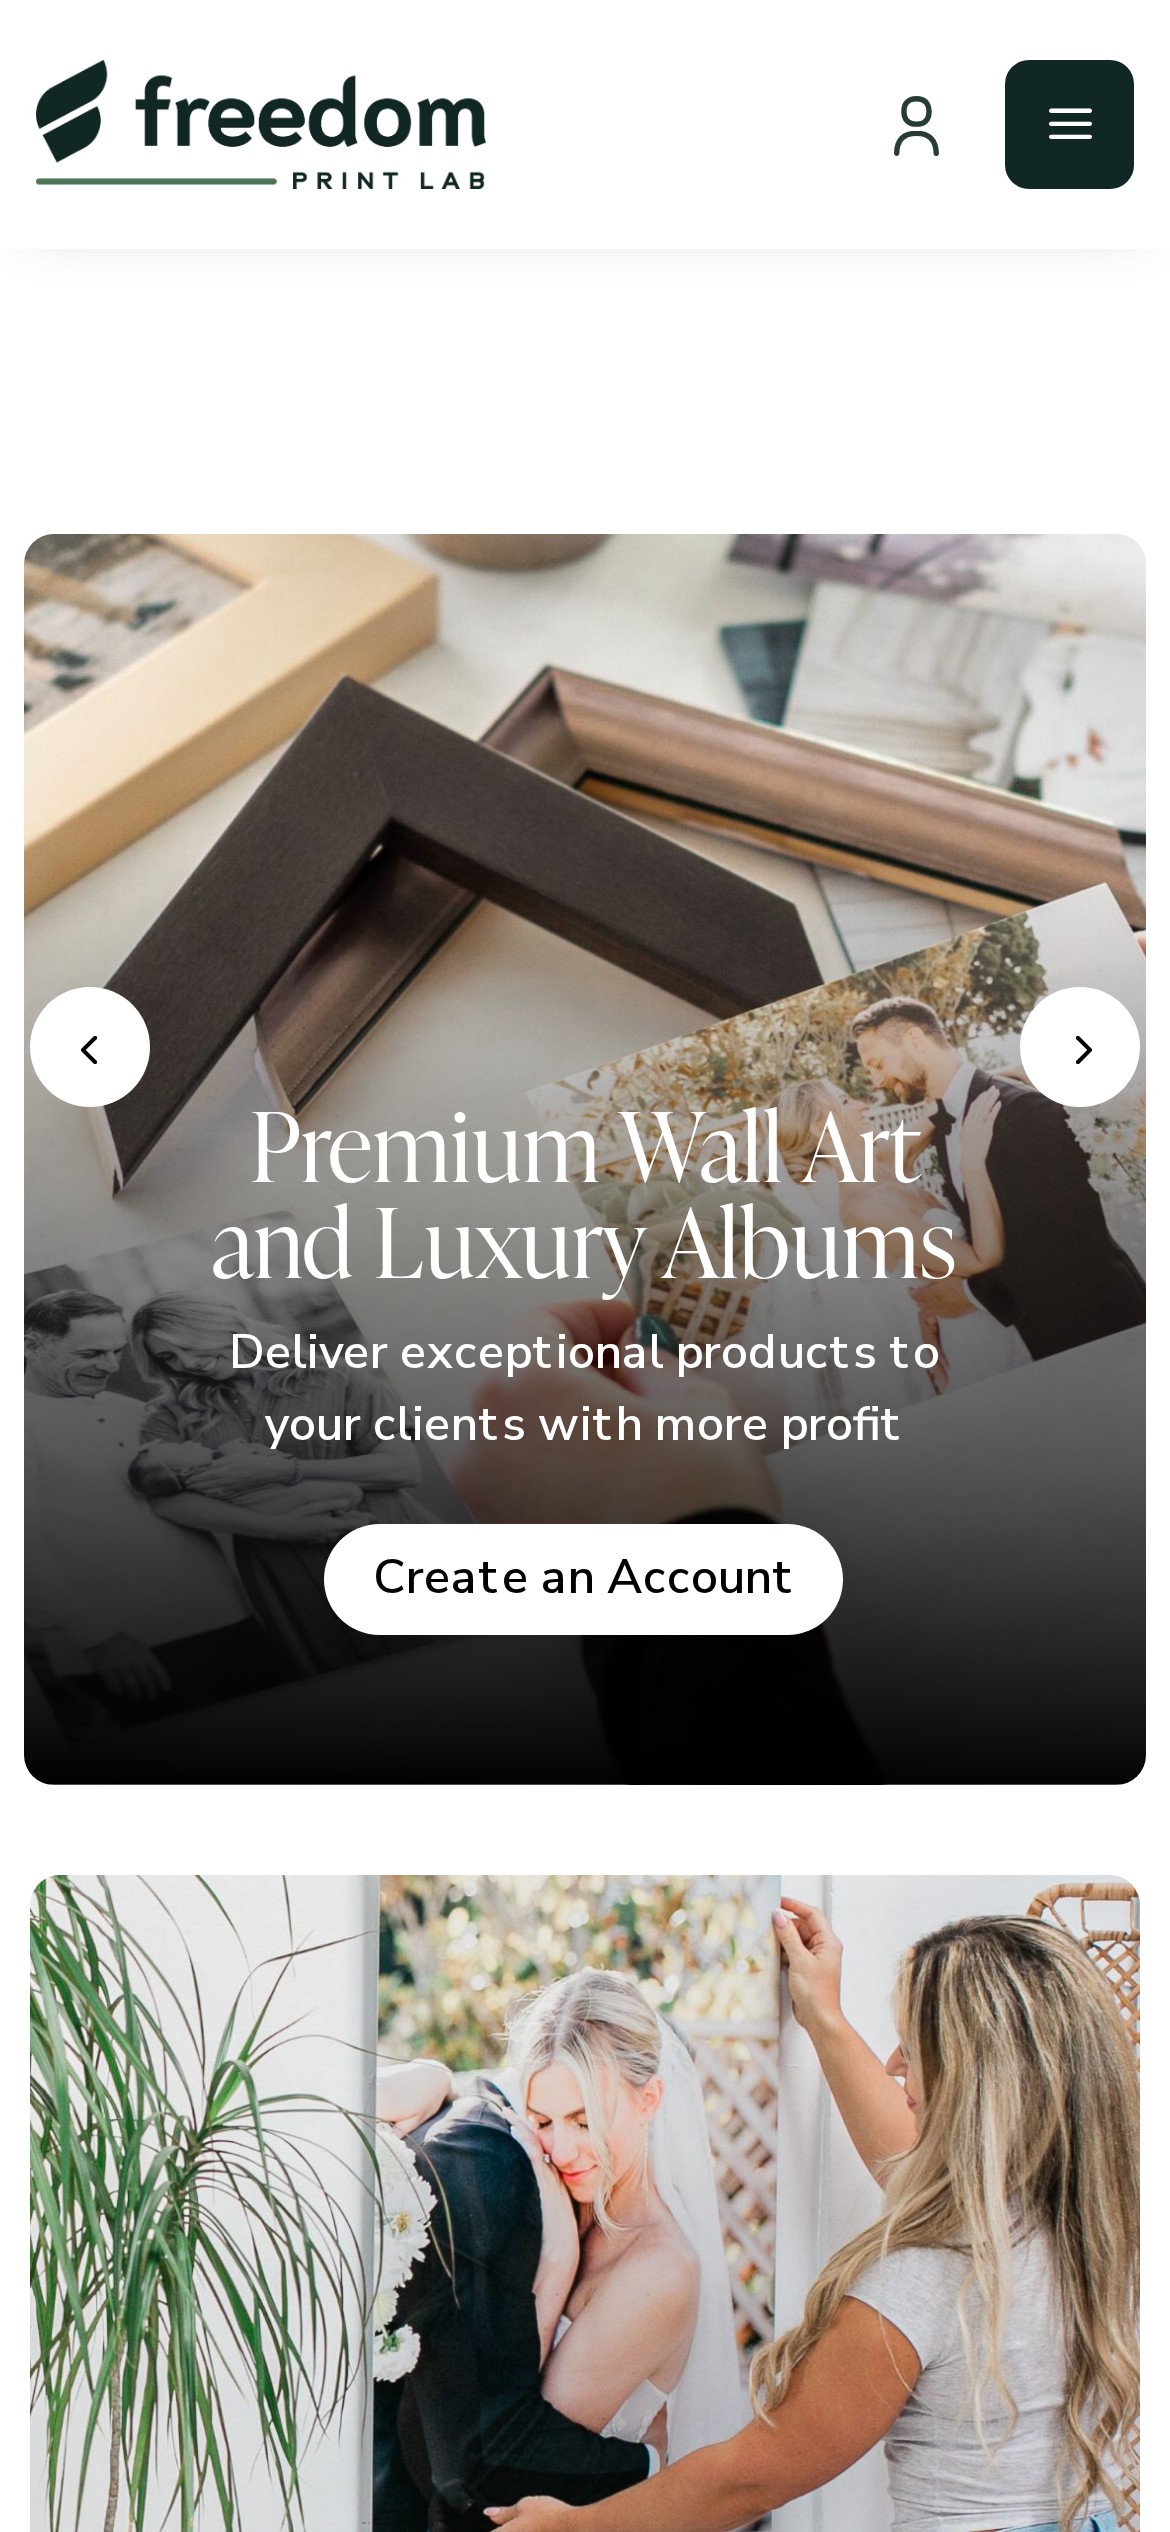 freedom
PRINT LAB
Premium Wall Art
and Luxury Albums
Deliver exceptional products to
your clients with more profit
Create an Account